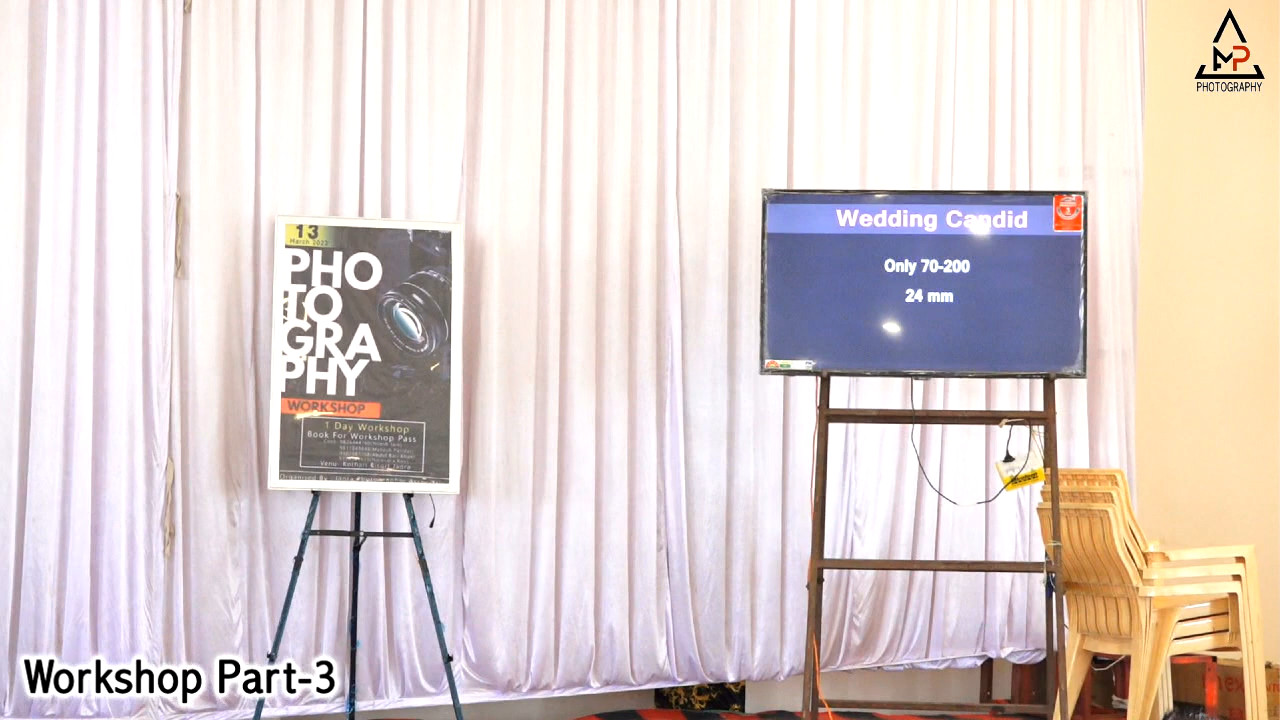 MP
PHOTOGRAPHY
13
March 2022
PHO
TO
GRA
PHY
WORKSHOP
1 Day Workshop
Book For Workshop Pass
Wedding Candid
Only 70-200
24 mm
Workshop Part-3